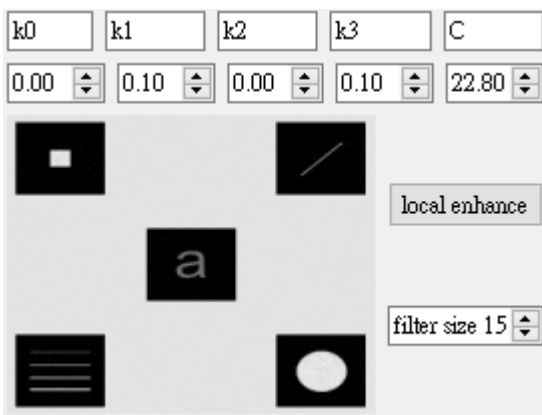 k0 k1 k2 k3 C
0.00 0.10 0.00 0.10 22.80
local enhance
a
filter size 15